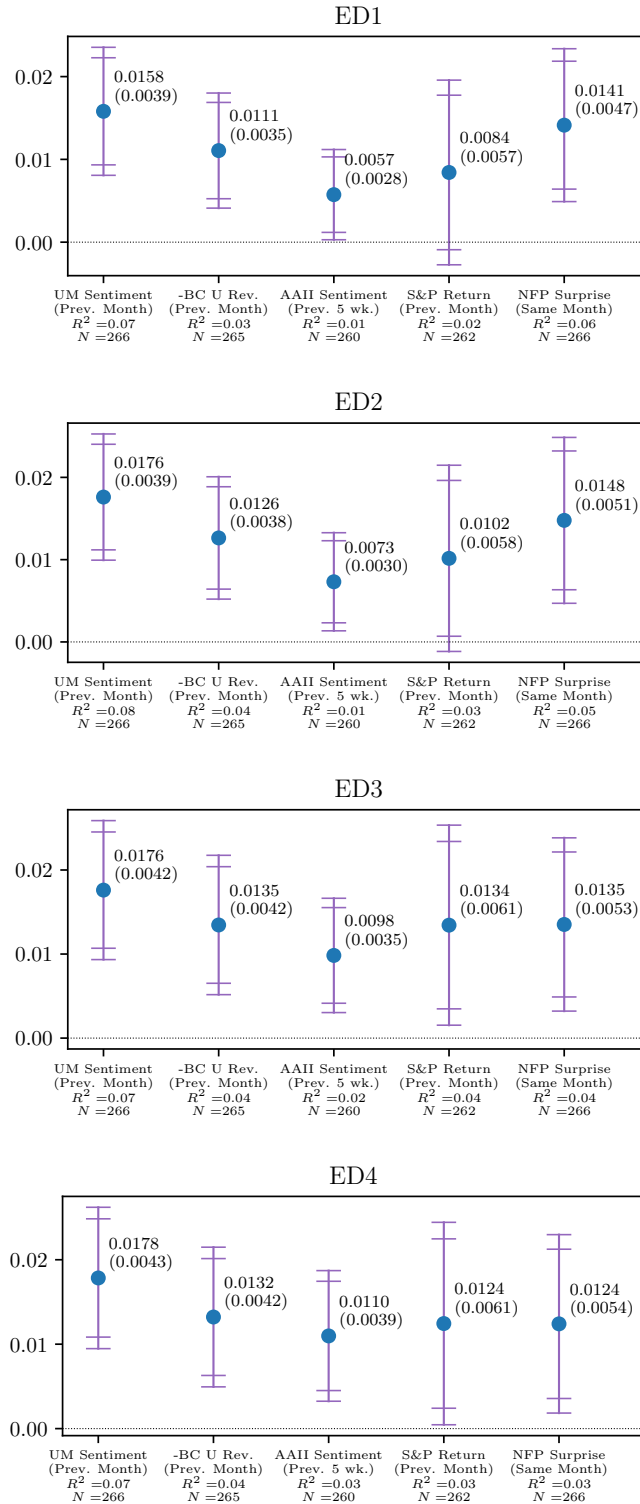 ED1
0.02
0.01
0.00
0.0158
(0.0039)
0.0111
(0.0035)
0.0057
(0.0028)
0.0084
(0.0057)
0.0141
(0.0047)
UM Sentiment
(Prev. Month)
R² =0.07
N =266
-BC U Rev.
(Prev. Month)
R² =0.03
N =265
AAII Sentiment
(Prev. 5 wk.)
R² =0.01
N =260
S&P Return
(Prev. Month)
R² =0.02
N =262
NFP Surprise
(Same Month)
R² =0.06
N =266
ED2
0.02
0.01
0.00
0.0176
(0.0039)
0.0126
(0.0038)
0.0073
(0.0030)
0.0102
(0.0058)
0.0148
(0.0051)
UM Sentiment
(Prev. Month)
R² =0.08
N =266
-BC U Rev.
(Prev. Month)
R² =0.04
N =265
AAII Sentiment
(Prev. 5 wk.)
R² =0.01
N =260
S&P Return
(Prev. Month)
R² =0.03
N =262
NFP Surprise
(Same Month)
R² =0.05
N =266
ED3
0.02
0.01
0.00
0.0176
(0.0042)
0.0135
(0.0042)
0.0098
(0.0035)
0.0134
(0.0061)
0.0135
(0.0053)
UM Sentiment
(Prev. Month)
R² =0.07
N =266
-BC U Rev.
(Prev. Month)
R² =0.04
N =265
AAII Sentiment
(Prev. 5 wk.)
R² =0.02
N =260
S&P Return
(Prev. Month)
R² =0.04
N =262
NFP Surprise
(Same Month)
R² =0.04
N =266
ED4
0.02
0.01
0.00
0.0178
(0.0043)
0.0132
(0.0042)
0.0110
(0.0039)
0.0124
(0.0061)
0.0124
(0.0054)
UM Sentiment
(Prev. Month)
R² =0.07
N =266
-BC U Rev.
(Prev. Month)
R² =0.04
N =265
AAII Sentiment
(Prev. 5 wk.)
R² =0.03
N =260
S&P Return
(Prev. Month)
R² =0.03
N =262
NFP Surprise
(Same Month)
R² =0.03
N =266